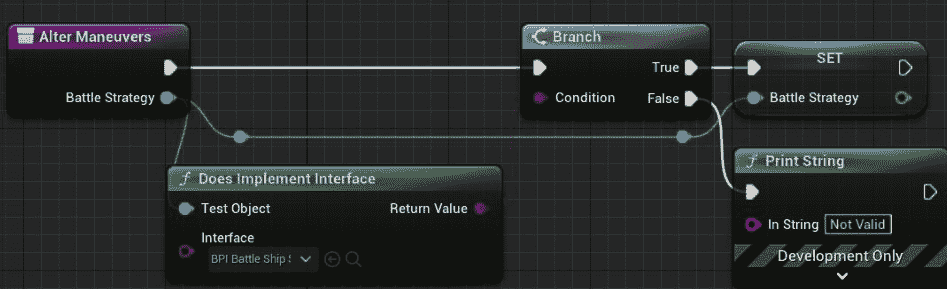 Alter Maneuvers
Battle Strategy
Branch
True
Condition
False
SET
Battle Strategy
f Does Implement Interface
Test Object
Return Value
Interface
BPI Battle Ship
f Print String
In String
Not Valid
Development Only